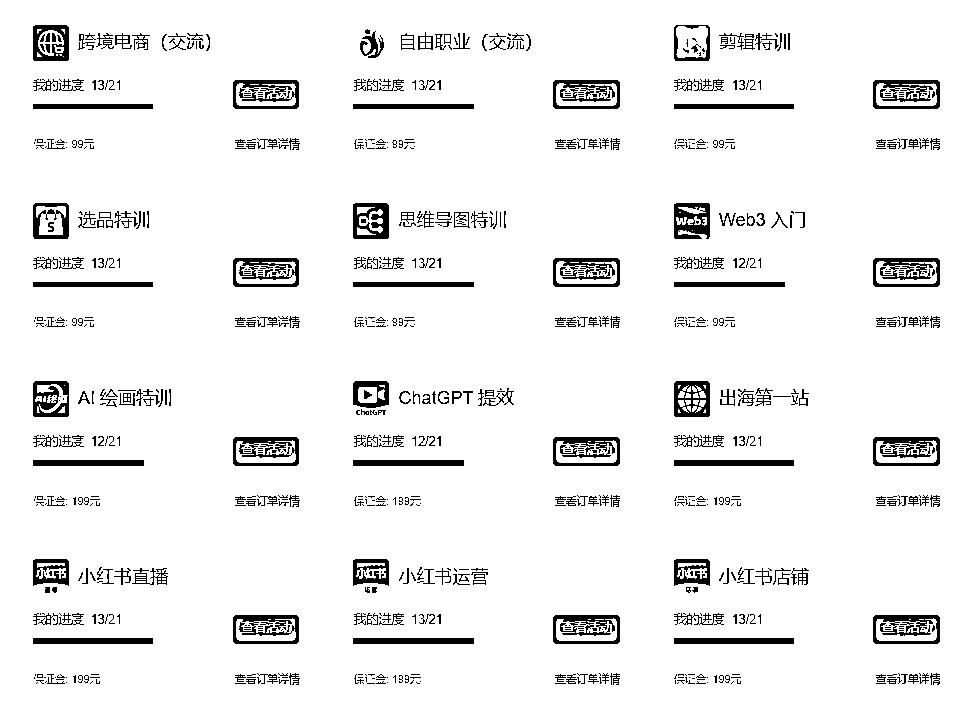 跨境电商（交流）
我的进度 13/21
查看活动
保证金: 99元
查看订单详情
自由职业（交流）
我的进度 13/21
查看活动
保证金: 99元
查看订单详情
剪辑特训
我的进度 13/21
查看活动
保证金: 99元
查看订单详情
选品特训
我的进度 13/21
查看活动
保证金: 99元
查看订单详情
思维导图特训
我的进度 13/21
查看活动
保证金: 99元
查看订单详情
Web3
Web3 入门
我的进度 12/21
查看活动
保证金: 99元
查看订单详情
AI 绘画特训
我的进度 12/21
查看活动
保证金: 199元
查看订单详情
ChatGPT
ChatGPT 提效
我的进度 12/21
查看活动
保证金: 199元
查看订单详情
出海第一站
我的进度 13/21
查看活动
保证金: 199元
查看订单详情
小红书
小红书直播
我的进度 13/21
查看活动
保证金: 199元
查看订单详情
小红书
小红书运营
我的进度 13/21
查看活动
保证金: 199元
查看订单详情
小红书
小红书店铺
我的进度 13/21
查看活动
保证金: 199元
查看订单详情